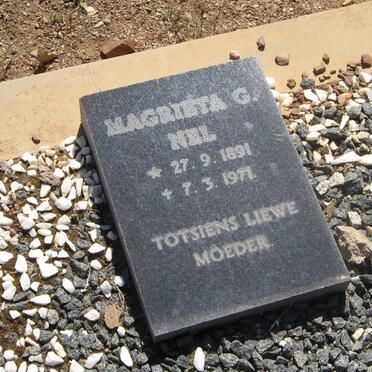 MAGRIETA G.
NEL
* 27. 9. 1891
+ 7. 3. 1971
TOTSIENS LIEWE
MOEDER.